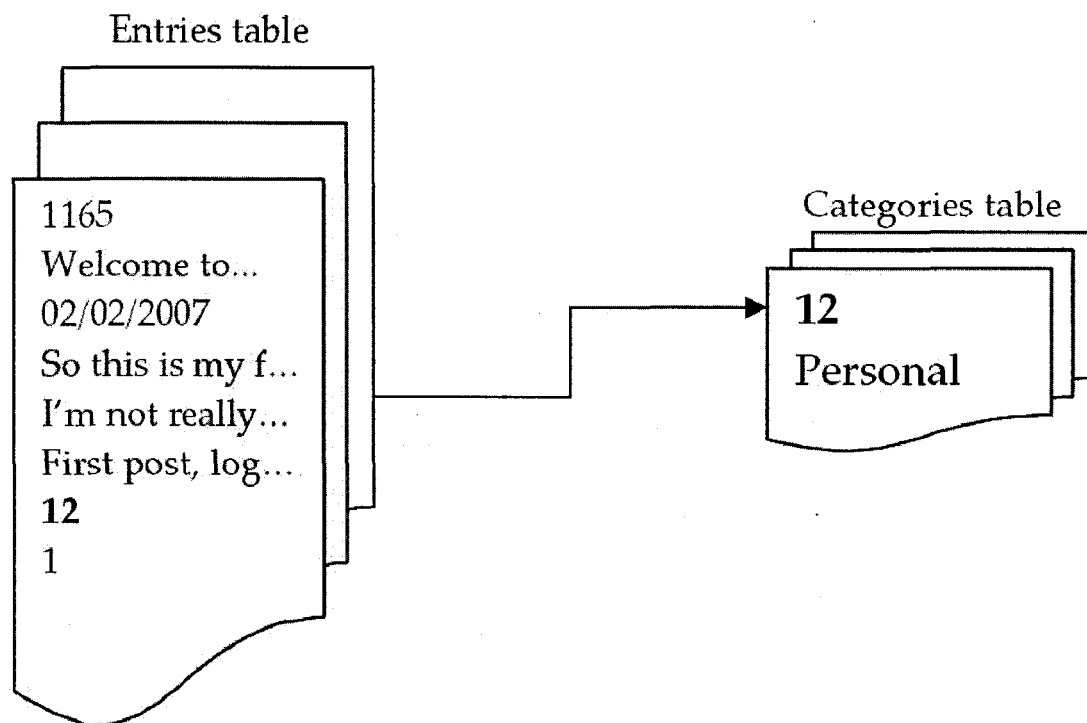 Entries table
1165
Welcome to...
02/02/2007
So this is my f...
I'm not really...
First post, log...
12
1
Categories table
12
Personal